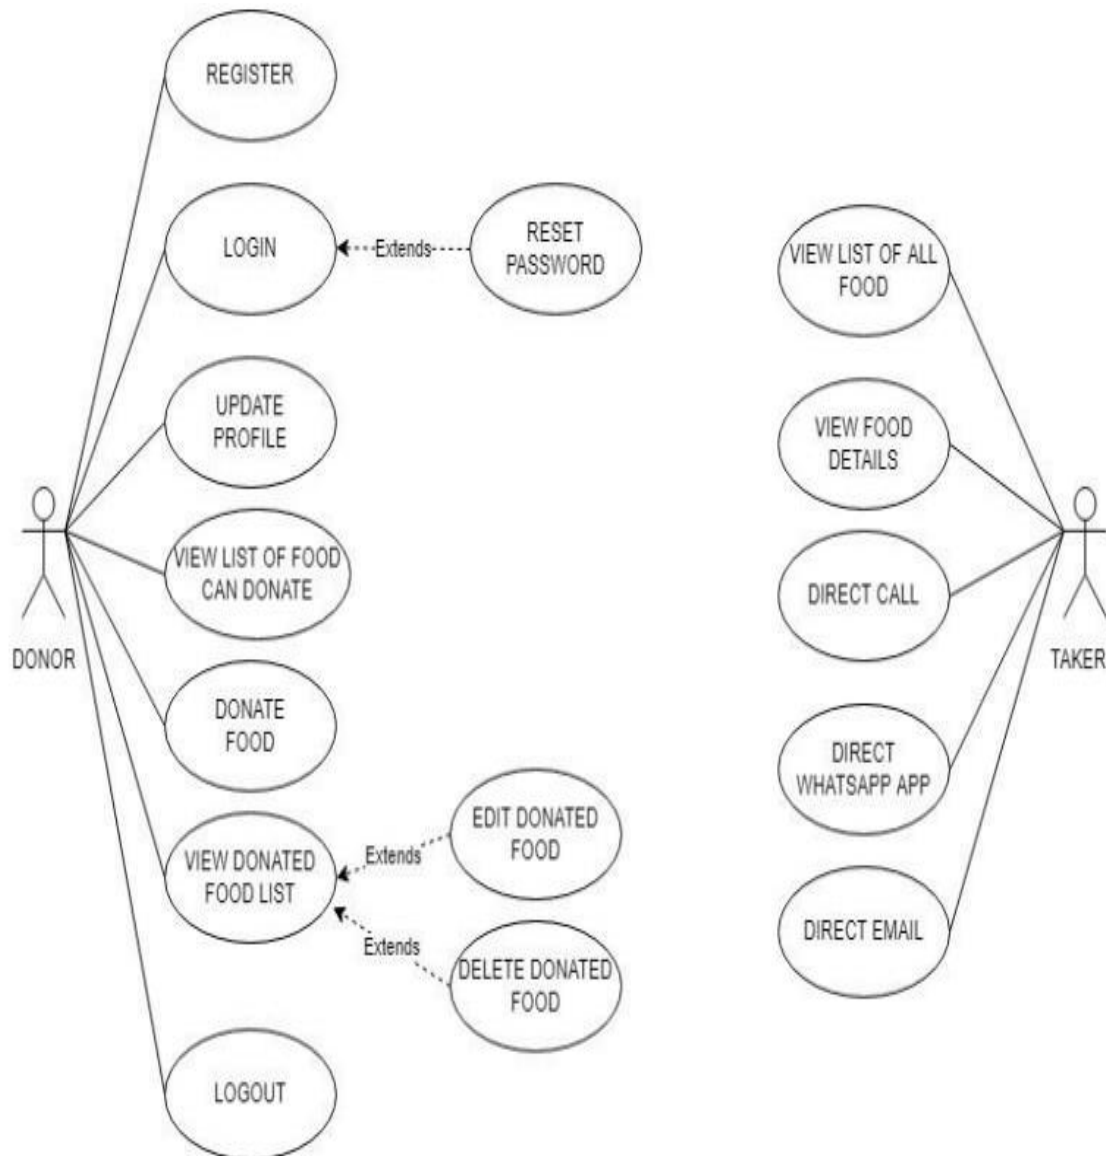 REGISTER
LOGIN
Extends
RESET
PASSWORD
VIEW LIST OF ALL
FOOD
UPDATE
PROFILE
VIEW FOOD
DETAILS
VIEW LIST OF FOOD
CAN DONATE
DIRECT CALL
DONOR
TAKER
DONATE
FOOD
DIRECT
WHATSAPP APP
VIEW DONATED
FOOD LIST
Extends
EDIT DONATED
FOOD
Extends
DELETE DONATED
FOOD
DIRECT EMAIL
LOGOUT